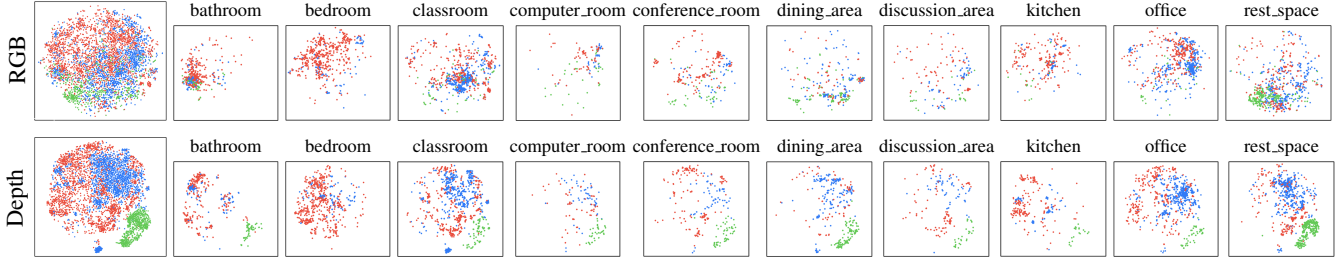 RGB
bathroom bedroom classroom computer_room conference_room dining_area discussion_area kitchen office rest_space
Depth
bathroom bedroom classroom computer_room conference_room dining_area discussion_area kitchen office rest_space